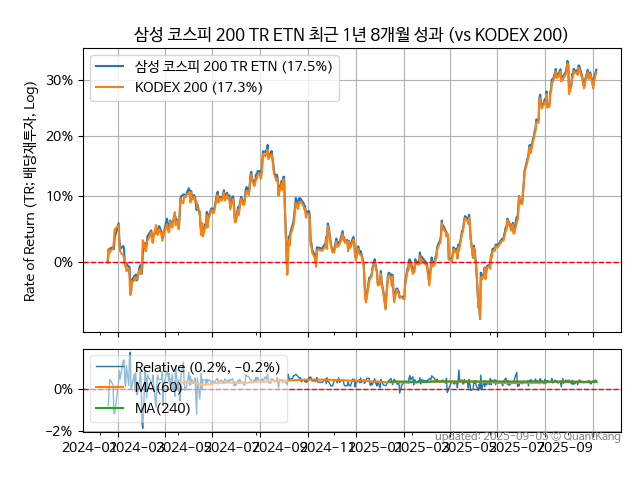 삼성 코스피 200 TR ETN 최근 1년 8개월 성과 (vs KODEX 200)
Rate of Return (TR: 배당재투자, Log)
삼성 코스피 200 TR ETN (17.5%)
KODEX 200 (17.3%)
30%
20%
10%
0%
Relative (0.2%, -0.2%)
MA(60)
MA(240)
0%
−2%
2024-01 2024-03 2024-05 2024-07 2024-09 2024-11 2025-01 2025-03 2025-05 2025-07 2025-09
updated: 2025-09-05 © QuantKang